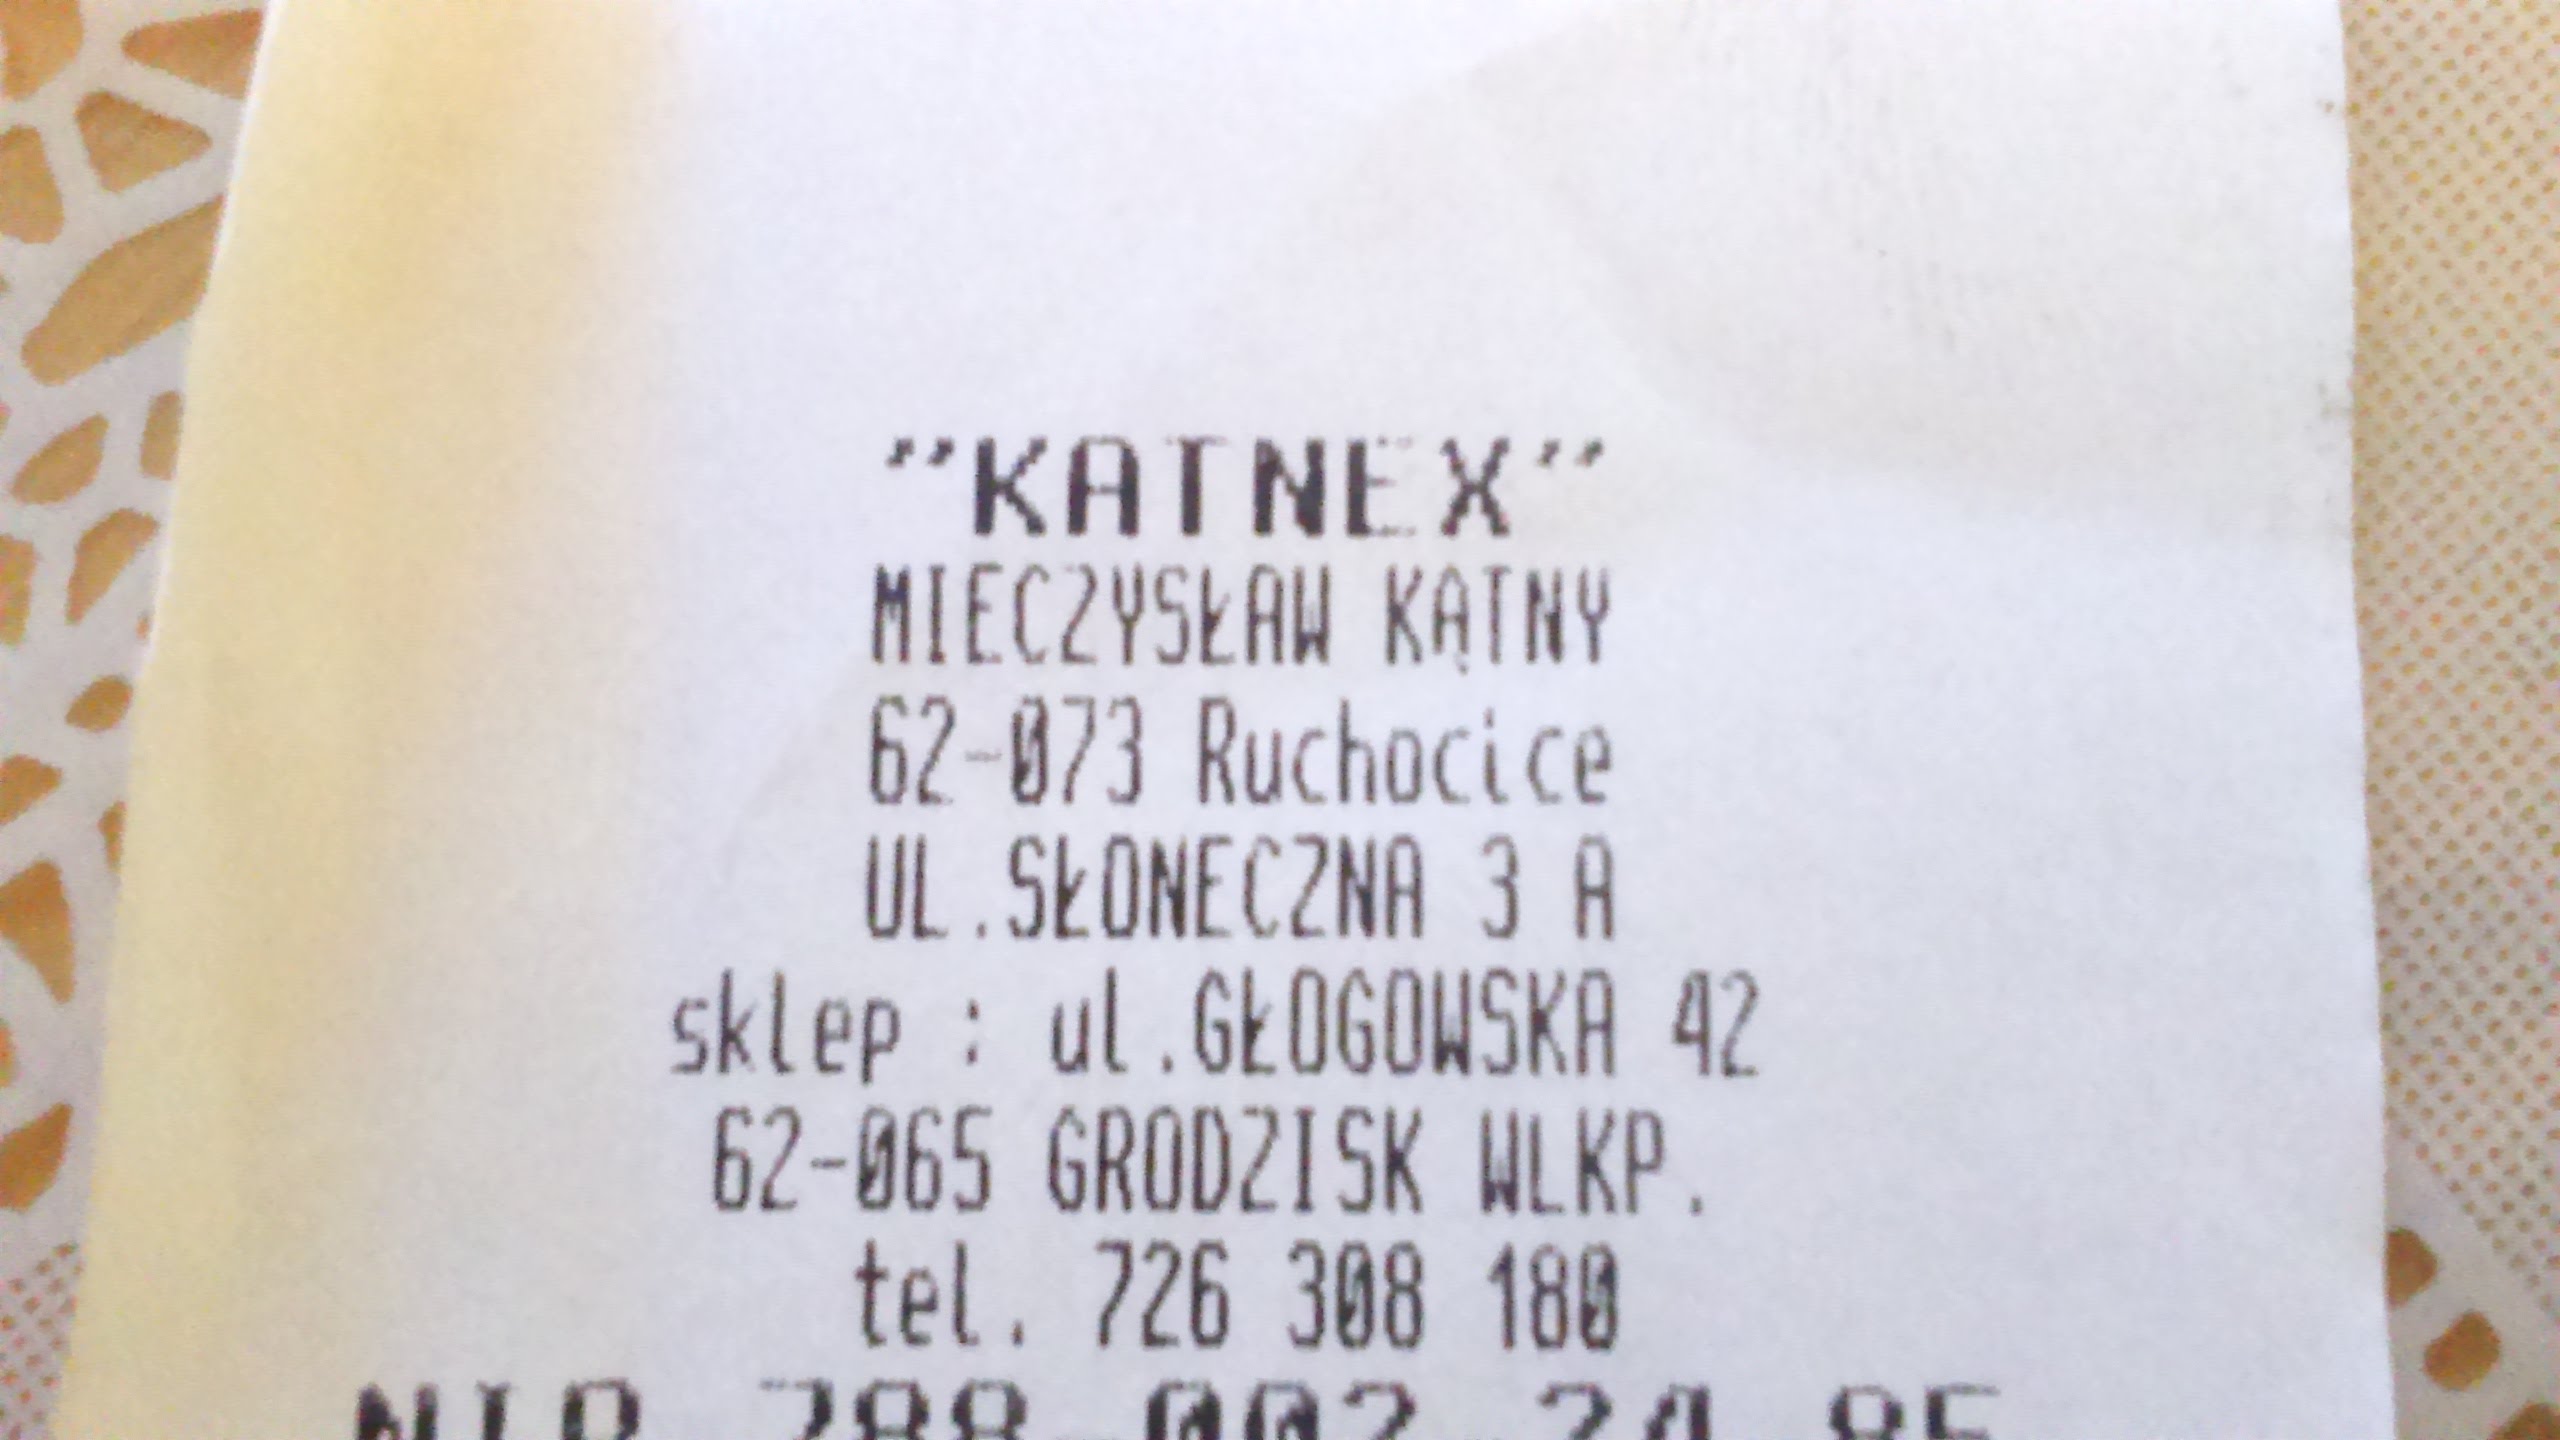 "KATNEX"
MIECZYSŁAW KĄTNY
62-073 Ruchocice
UL.SŁONECZNA 3 A
sklep : ul.GŁOGOWSKA 42
62-065 GRODZISK WLKP.
tel. 726 308 180
NIP